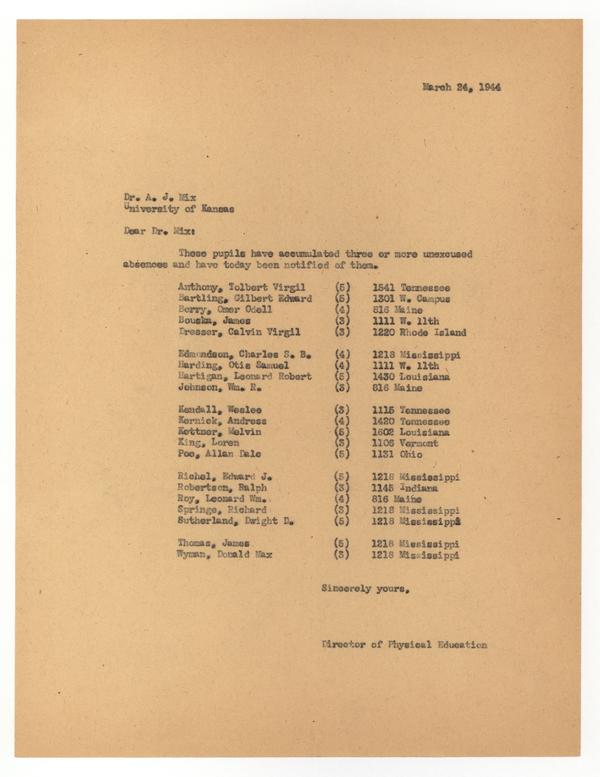 March 24, 1944
Dr. A. J. Mix
University of Kansas
Dear Dr. Mix:
These pupils have accumulated three or more unexcused
absences and have today been notified of them.
Anthony, Tolbert Virgil (5) 1541 Tennessee
Bartling, Gilbert Edward (5) 1301 W. Campus
Berry, Omer Odell (4) 816 Maine
Bouska, James (3) 1111 W. 11th
Dresser, Calvin Virgil (3) 1220 Rhode Island
Edmondson, Charles S. B. (4) 1218 Mississippi
Harding, Otis Samuel (4) 1111 W. 11th
Hartigan, Leonard Robert (5) 1430 Louisiana
Johnson, Wm. R. (3) 816 Maine
Kendall, Weslee (3) 1115 Tennessee
Kernick, Andress (4) 1420 Tennessee
Kettner, Melvin (5) 1602 Louisiana
King, Loren (3) 1106 Vermont
Poe, Allan Dale (5) 1131 Ohio
Richel, Edward J. (5) 1218 Mississippi
Robertson, Ralph (3) 1145 Indiana
Roy, Leonard Wm. (4) 816 Maine
Springe, Richard (3) 1218 Mississippi
Sutherland, Dwight D. (5) 1218 Mississippi
Thomas, James (5) 1218 Mississippi
Wyman, Donald Max (3) 1218 Mississippi
Sincerely yours,
Director of Physical Education